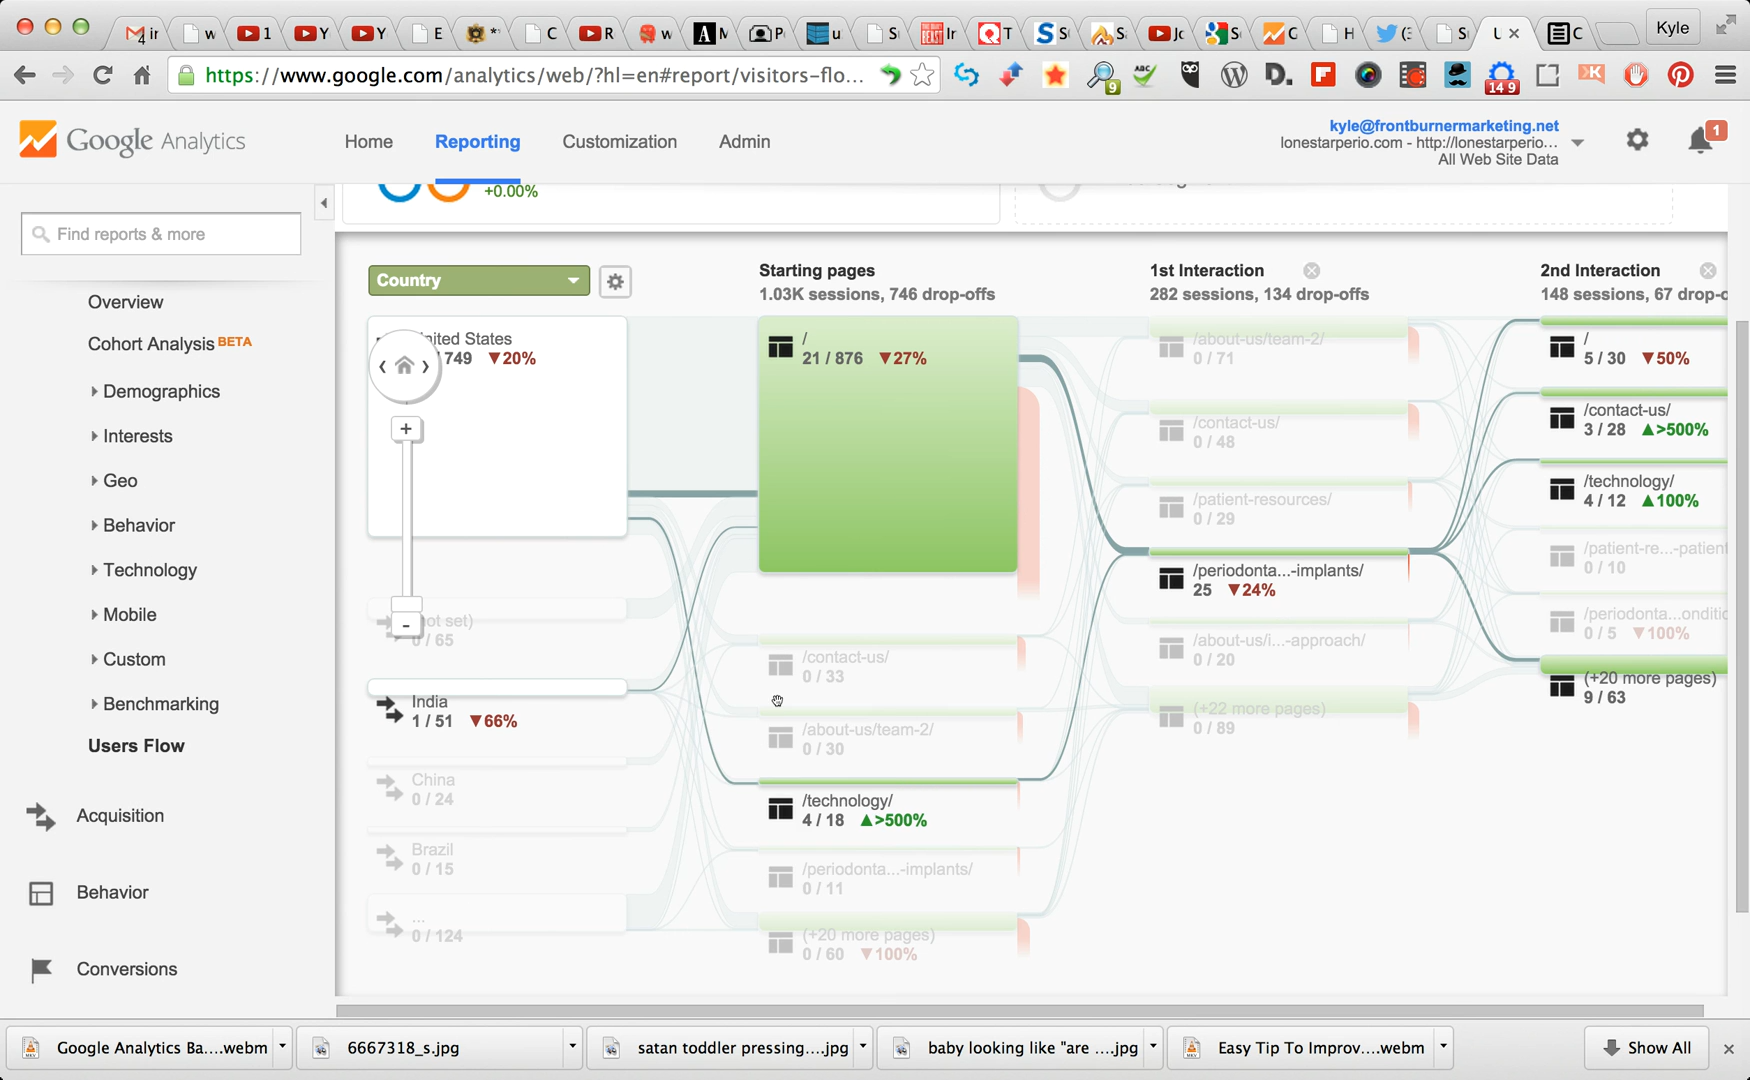 Kyle
https://www.google.com/analytics/web/?hl=en#report/visitors-flo...
Google Analytics
Home
Reporting
Customization
Admin
kyle@frontburnermarketing.net
lonestarperio.com - http://lonestarperio...
All Web Site Data
1
+0.00%
Find reports & more
Overview
Cohort Analysis BETA
Demographics
Interests
Geo
Behavior
Technology
Mobile
Custom
Benchmarking
Users Flow
Acquisition
Behavior
Conversions
Country
United States
749 ▼20%
0 / 65
India
1 / 51 ▼66%
China
0 / 24
Brazil
0 / 15
...
0 / 124
Starting pages
1.03K sessions, 746 drop-offs
/
21 / 876 ▼27%
/contact-us/
0 / 33
/about-us/team-2/
0 / 30
/technology/
4 / 18 ▲>500%
/periodonta...-implants/
0 / 11
(+20 more pages)
0 / 60 ▼100%
1st Interaction
282 sessions, 134 drop-offs
/about-us/team-2/
0 / 71
/contact-us/
0 / 48
/patient-resources/
0 / 29
/periodonta...-implants/
25 ▼24%
/about-us/i...-approach/
0 / 20
(+22 more pages)
0 / 89
2nd Interaction
148 sessions, 67 drop-o
/
5 / 30 ▼50%
/contact-us/
3 / 28 ▲>500%
/technology/
4 / 12 ▲100%
/patient-re...-patient
0 / 10
/periodonta...onditio
0 / 5 ▼100%
(+20 more pages)
9 / 63
Google Analytics Ba....webm
6667318_s.jpg
satan toddler pressing....jpg
baby looking like "are ....jpg
Easy Tip To Improv....webm
Show All